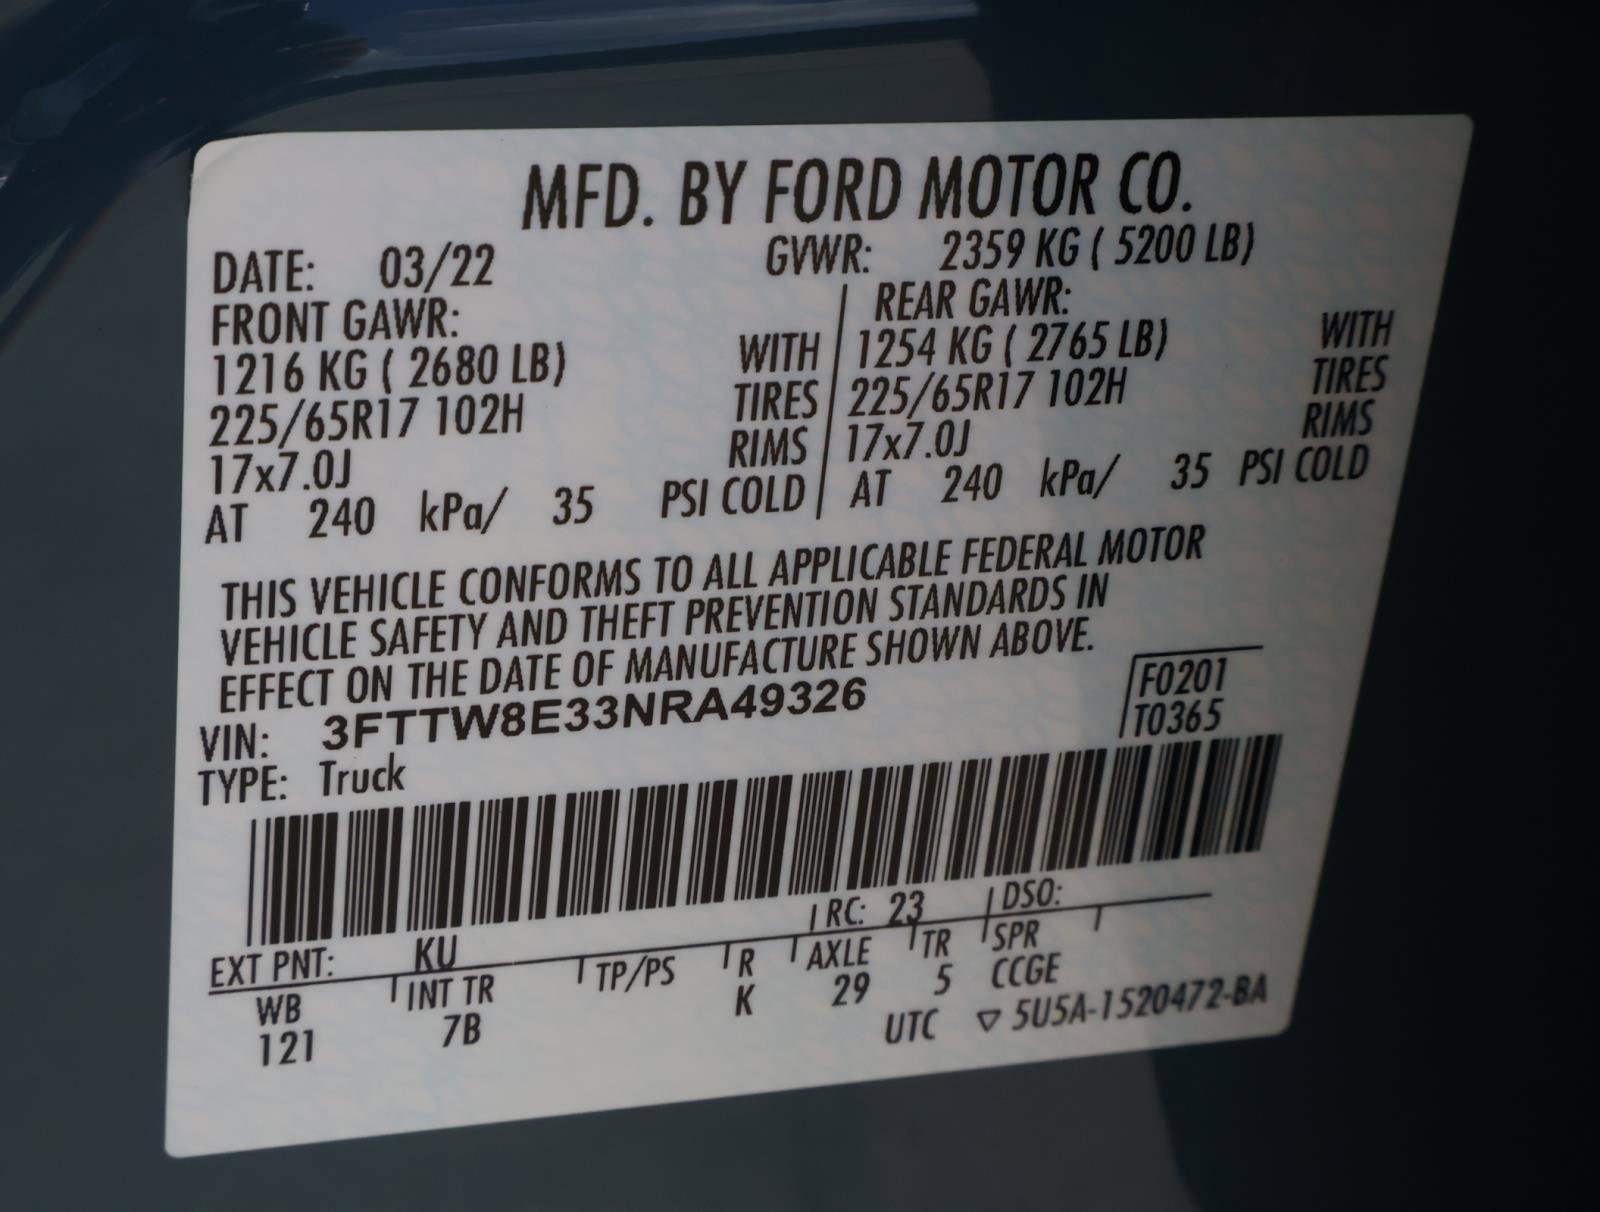 MFD. BY FORD MOTOR CO.
DATE: 03/22 GVWR: 2359 KG ( 5200 LB)
FRONT GAWR: REAR GAWR:
1216 KG ( 2680 LB) WITH 1254 KG ( 2765 LB) WITH
225/65R17 102H TIRES 225/65R17 102H TIRES
17x7.0J RIMS 17x7.0J RIMS
AT 240 kPa/ 35 PSI COLD AT 240 kPa/ 35 PSI COLD
THIS VEHICLE CONFORMS TO ALL APPLICABLE FEDERAL MOTOR
VEHICLE SAFETY AND THEFT PREVENTION STANDARDS IN
EFFECT ON THE DATE OF MANUFACTURE SHOWN ABOVE.
VIN: 3FTTW8E33NRA49326 F0201
TYPE: Truck T0365
EXT PNT: KU RC: 23 DSO:
WB INT TR TP/PS R AXLE TR SPR
121 7B K 29 5 CCGE
UTC ▽ 5U5A-1520472-BA